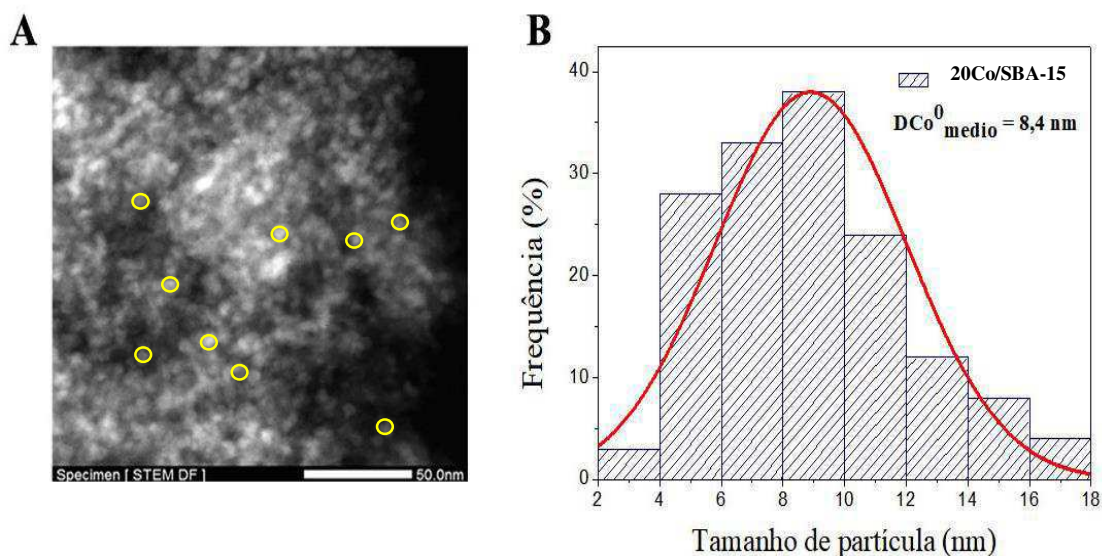 A
Specimen [ STEM DF ]
50.0nm
B
20Co/SBA-15
DCo⁰medio = 8,4 nm
Frequência (%)
40
30
20
10
0
2 4 6 8 10 12 14 16 18
Tamanho de partícula (nm)